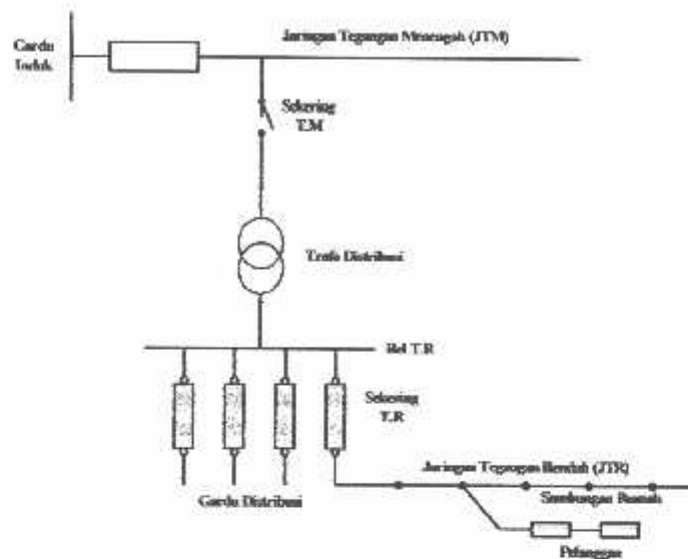 Jaringan Tegangan Menengah (JTM)
Gardu
Induk
Sekering
T.M
Trafo Distribusi
Rel T.R
Sekering
T.R
Jaringan Tegangan Rendah (JTR)
Gardu Distribusi
Sambungan Rumah
Pelanggan